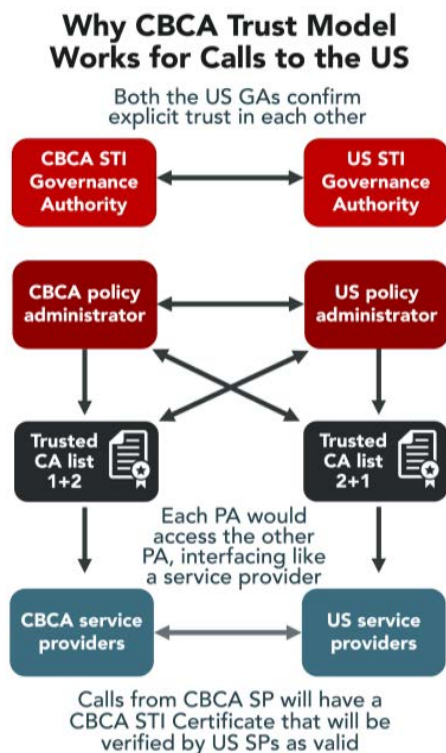 Why CBCA Trust Model
Works for Calls to the US
Both the US GAs confirm
explicit trust in each other
CBCA STI
Governance
Authority
US STI
Governance
Authority
CBCA policy
administrator
US policy
administrator
Trusted
CA list
1+2
Trusted
CA list
2+1
Each PA would
access the other
PA, interfacing like
a service provider
CBCA service
providers
US service
providers
Calls from CBCA SP will have a
CBCA STI Certificate that will be
verified by US SPs as valid